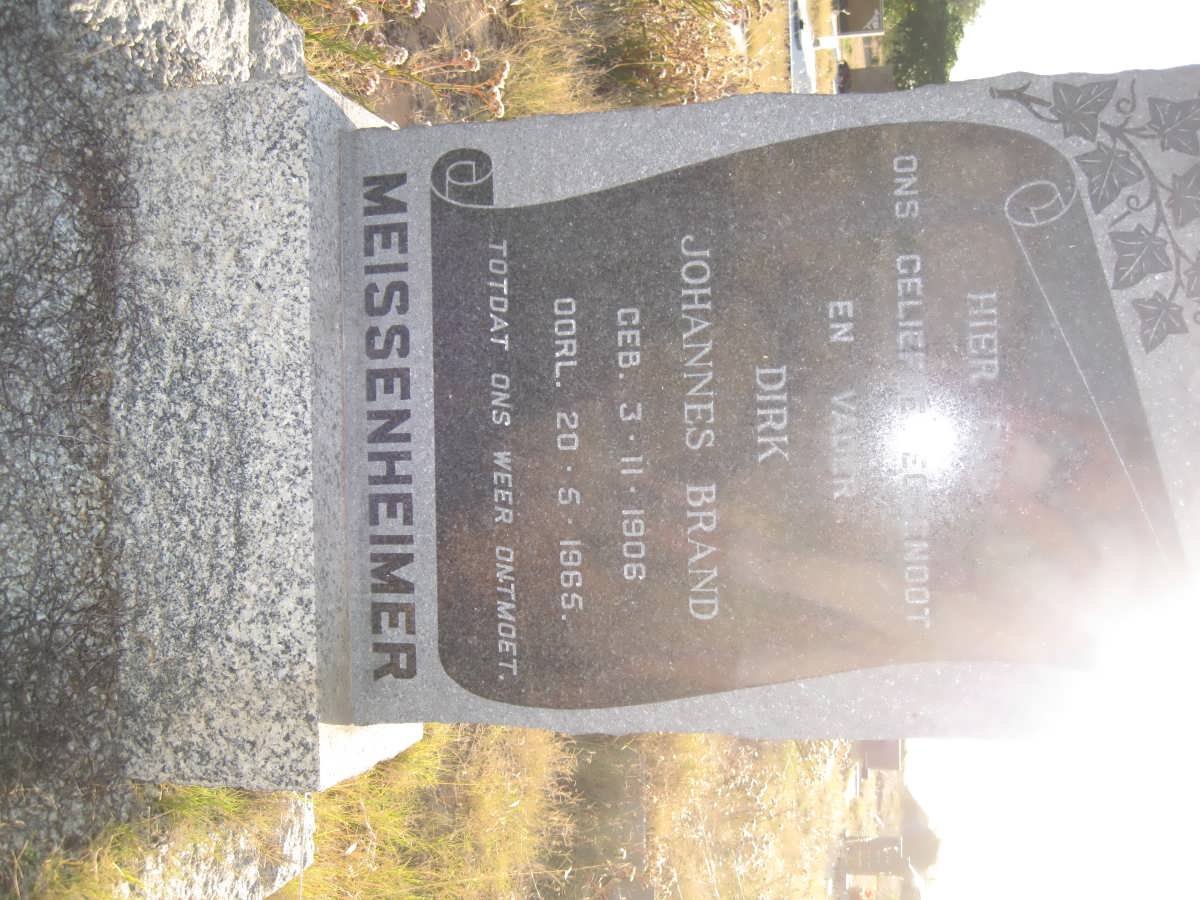 HIER
ONS
EN VADER
DIRK
JOHANNES BRAND
GEB. 3·11·1906
OORL. 20·5·1965.
TOTDAT ONS WEER ONTMOET.
MEISSENHEIMER